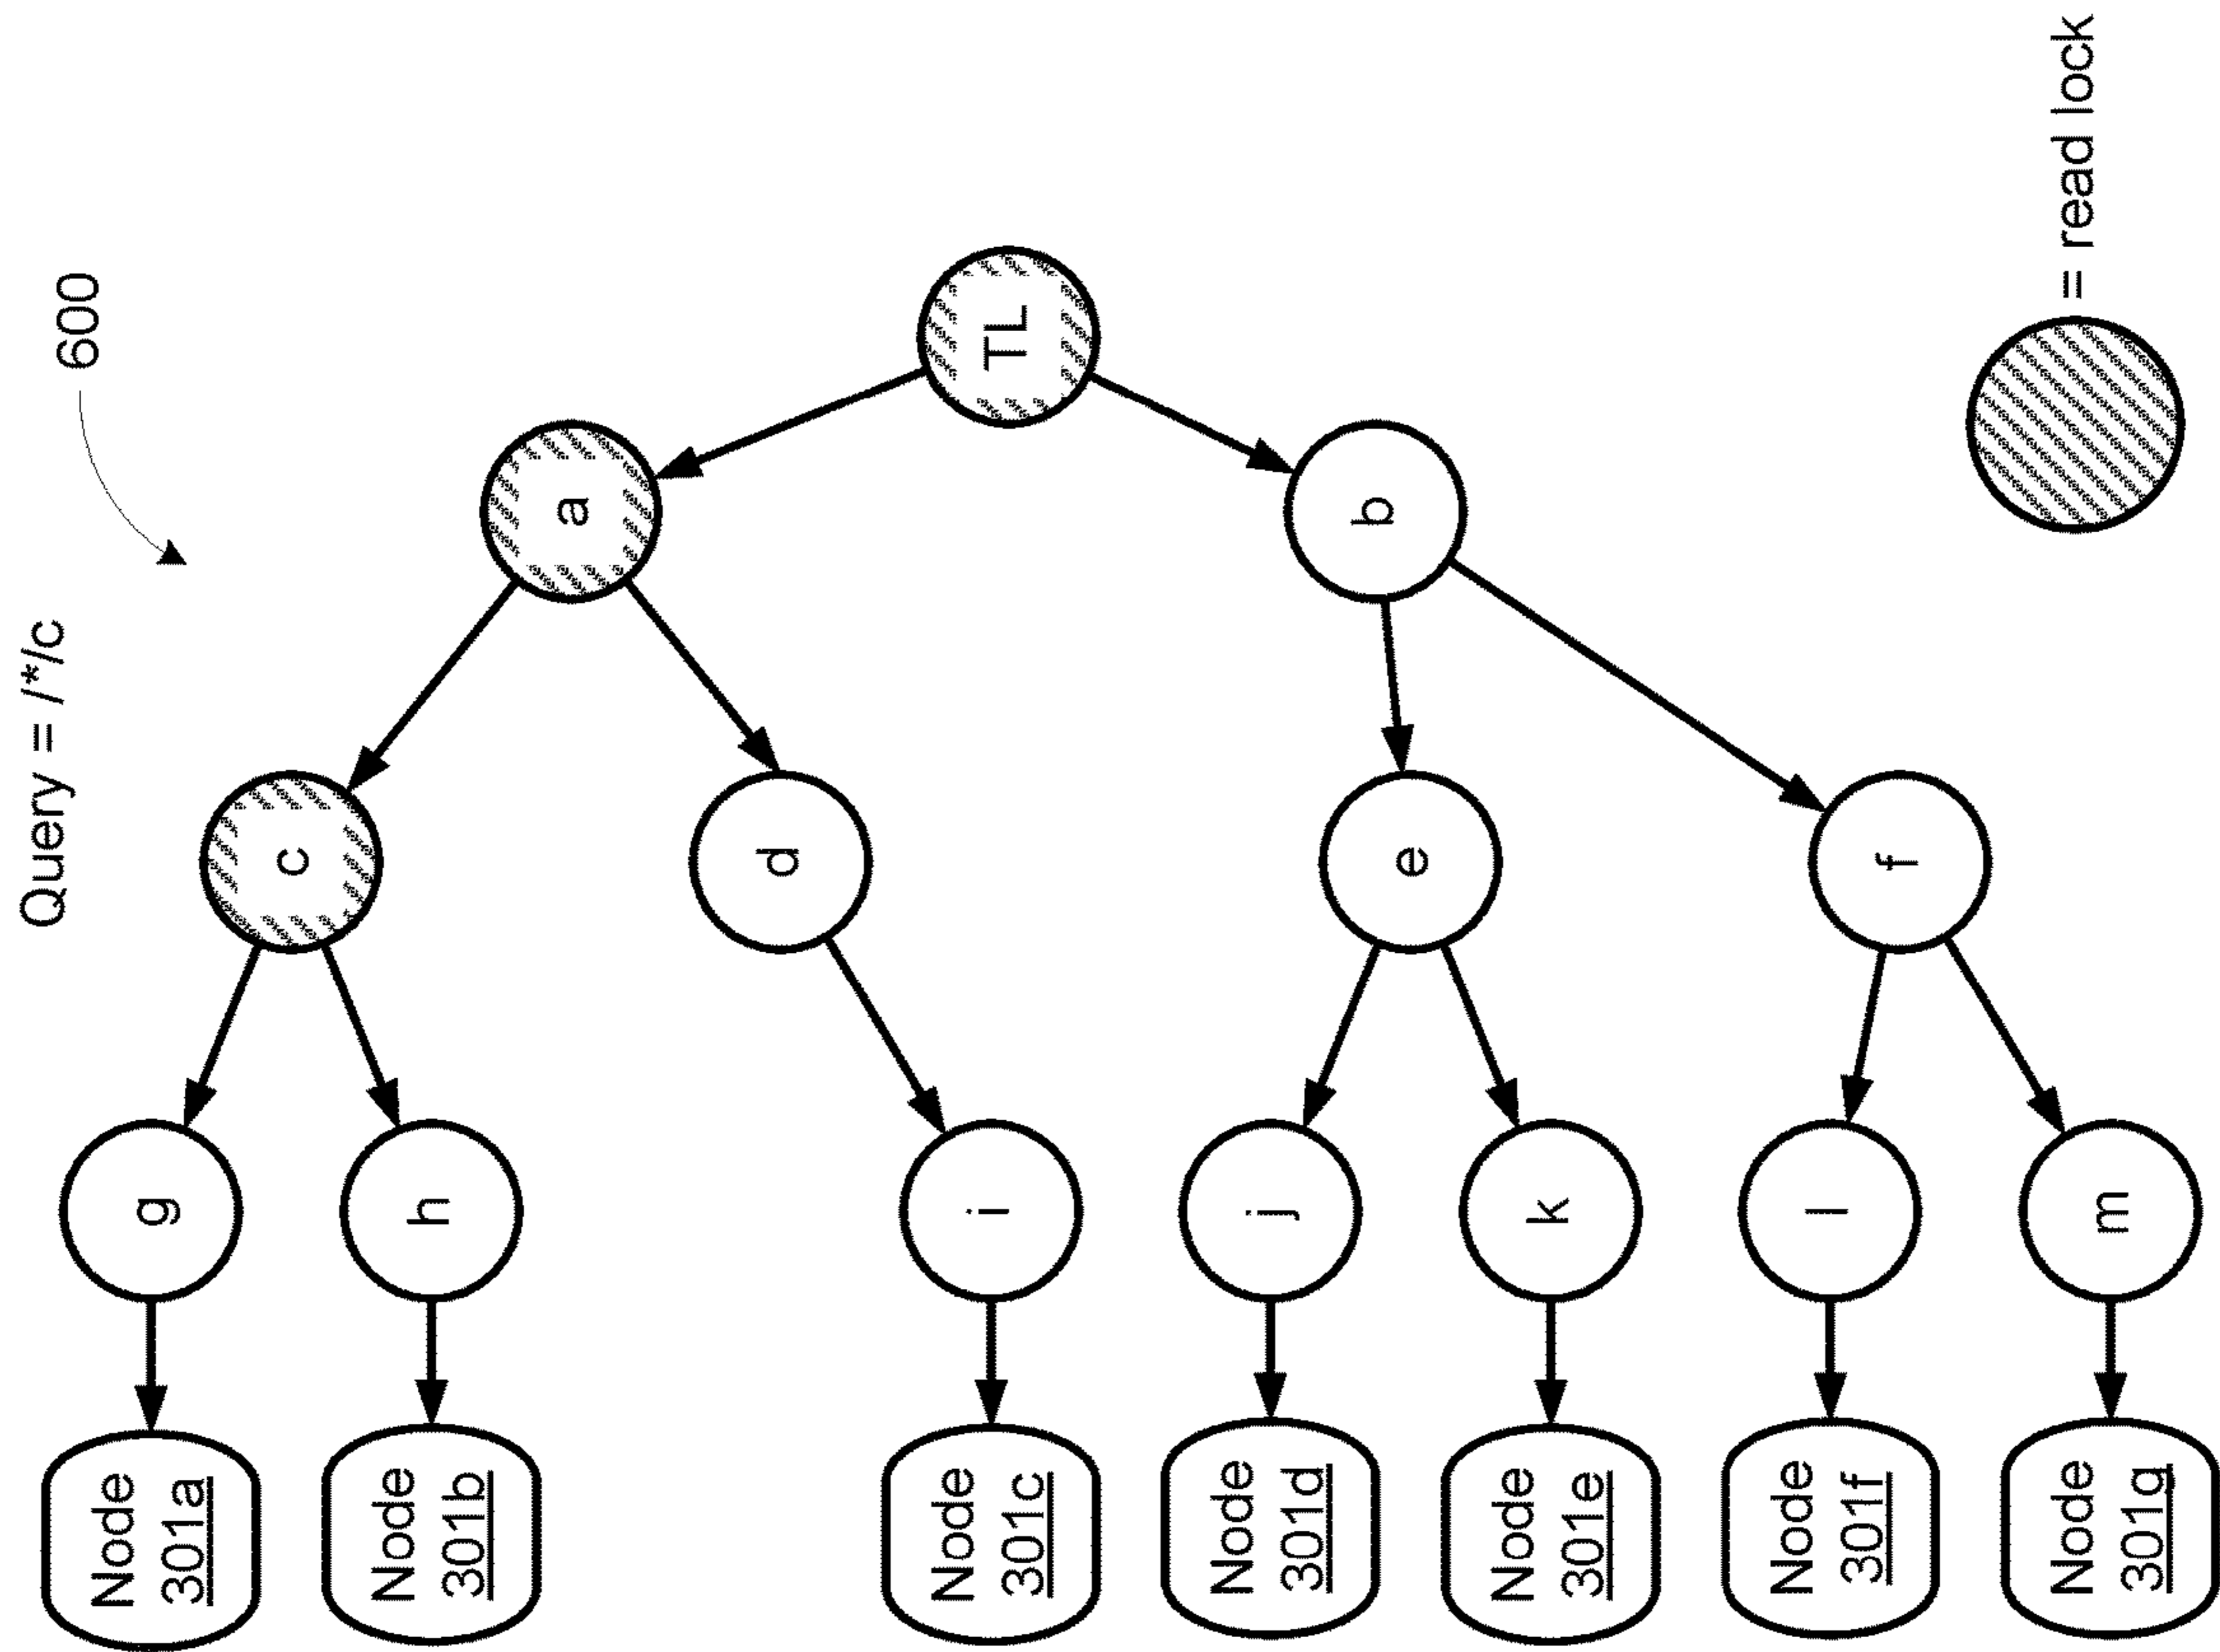 Query = /*/c
600
Node
301a
g
c
Node
301b
h
a
d
Node
301c
i
TL
Node
301d
j
b
e
Node
301e
k
Node
301f
l
f
Node
301g
m
= read lock